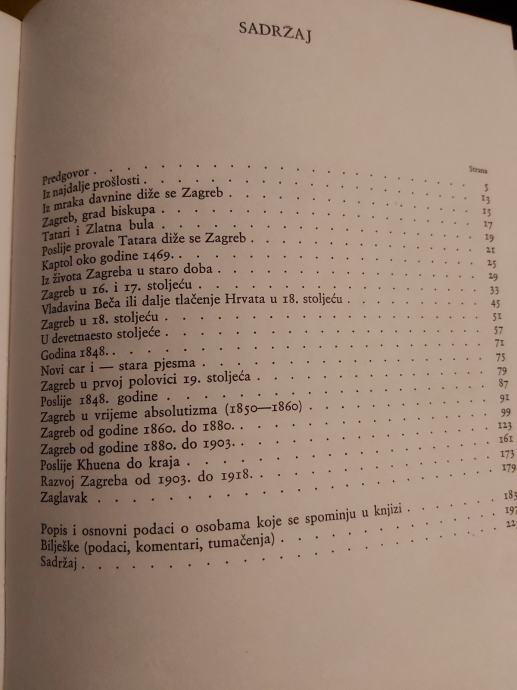 SADRŽAJ
Strana
Predgovor . . . . . . . . . . 5
Iz najdalje prošlosti . . . . . . . . . . 13
Iz mraka davnine diže se Zagreb . . . . . . . . . . 15
Zagreb, grad biskupa . . . . . . . . . . 17
Tatari i Zlatna bula . . . . . . . . . . 19
Poslije provale Tatara diže se Zagreb . . . . . . . . . . 21
Kaptol oko godine 1469. . . . . . . . . . . 25
Iz života Zagreba u staro doba . . . . . . . . . . 29
Zagreb u 16. i 17. stoljeću . . . . . . . . . . 33
Vladavina Beča ili dalje tlačenje Hrvata u 18. stoljeću . . . . . . . 45
Zagreb u 18. stoljeću . . . . . . . . . . 51
U devetnaesto stoljeće . . . . . . . . . . 57
Godina 1848. . . . . . . . . . . 71
Novi car i — stara pjesma . . . . . . . . . . 75
Zagreb u prvoj polovici 19. stoljeća . . . . . . . . . . 79
Poslije 1848. godine . . . . . . . . . . 87
Zagreb u vrijeme absolutizma (1850—1860) . . . . . . . . . 91
Zagreb od godine 1860. do 1880. . . . . . . . . . . 99
Zagreb od godine 1880. do 1903. . . . . . . . . . . 123
Poslije Khuena do kraja . . . . . . . . . . 161
Razvoj Zagreba od 1903. do 1918. . . . . . . . . . . 173
Zaglavak . . . . . . . . . . 179
Popis i osnovni podaci o osobama koje se spominju u knjizi . . . . . 183
Bilješke (podaci, komentari, tumačenja) . . . . . . . . . . 197
Sadržaj . . . . . . . . . .